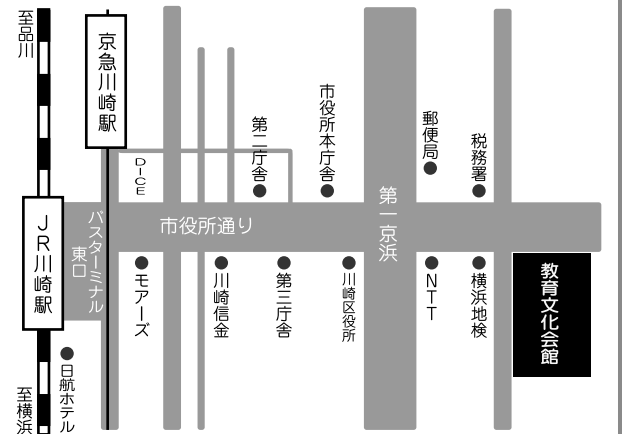 至品川
京急川崎駅
DICE
第二庁舎
市役所本庁舎
郵便局
税務署
JR川崎駅
東口
バスターミナル
市役所通り
第一京浜
モアーズ
川崎信金
第三庁舎
川崎区役所
NTT
横浜地検
教育文化会館
日航ホテル
至横浜